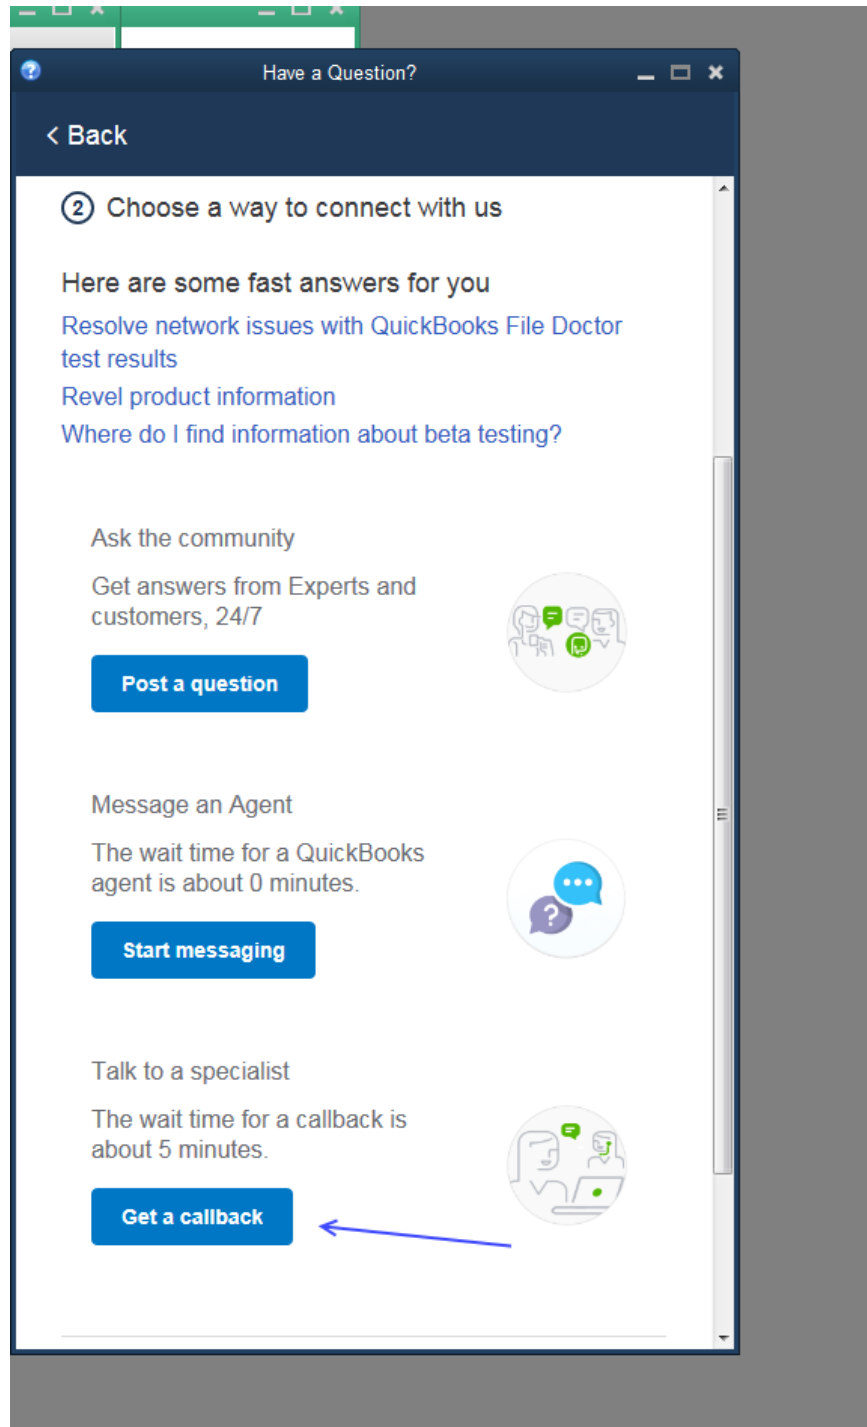 Have a Question?
< Back
2 Choose a way to connect with us
Here are some fast answers for you
Resolve network issues with QuickBooks File Doctor
test results
Revel product information
Where do I find information about beta testing?
Ask the community
Get answers from Experts and
customers, 24/7
Post a question
Message an Agent
The wait time for a QuickBooks
agent is about 0 minutes.
Start messaging
Talk to a specialist
The wait time for a callback is
about 5 minutes.
Get a callback